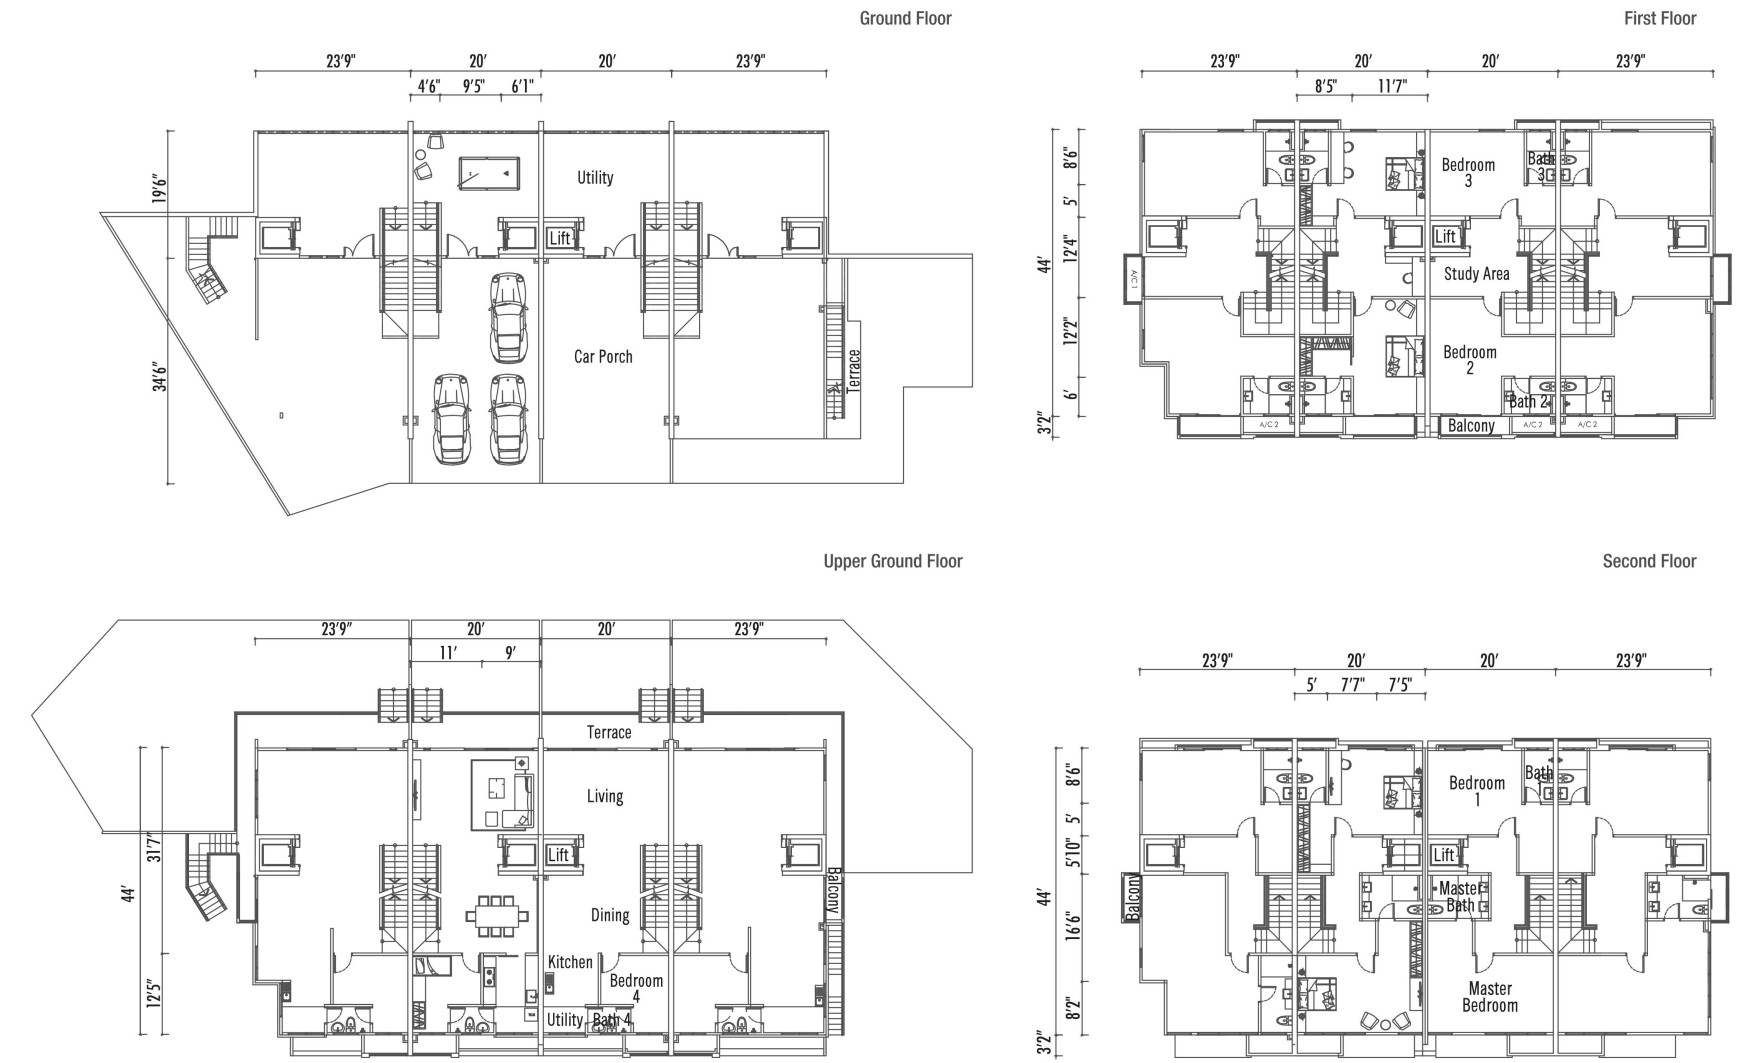 Ground Floor
23'9"
20'
20'
23'9"
4'6"
9'5"
6'1"
19'6"
34'6"
Utility
Lift
Car Porch
Terrace
First Floor
23'9"
20'
20'
23'9"
8'5"
11'7"
44'
8'6"
5'
12'4"
12'2"
6'
3'2"
Bedroom
3
Bath
3
Lift
A/C 1
Study Area
Bedroom
2
Bath 2
A/C 2
Balcony
A/C 2
A/C 2
Upper Ground Floor
23'9"
20'
20'
23'9"
11'
9'
44'
31'7"
12'5"
Terrace
Living
Lift
Dining
Balcony
Kitchen
Bedroom
4
Utility
Bath 4
Second Floor
23'9"
20'
20'
23'9"
5'
7'7"
7'5"
44'
8'6"
5'
5'10"
16'6"
8'2"
3'2"
Bedroom
1
Bath
1
Lift
Balcony
Master
Bath
Master
Bedroom